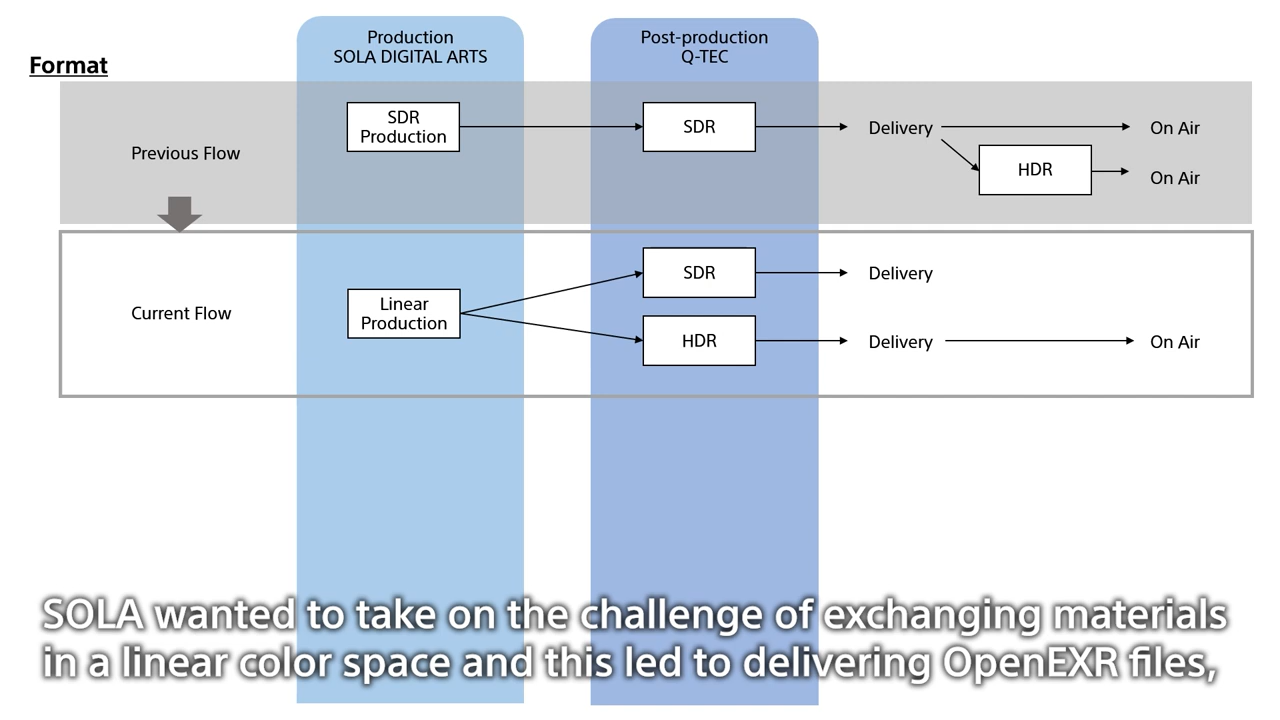 Production
SOLA DIGITAL ARTS
Post-production
Q-TEC
Format
SDR
Production
SDR
Delivery
On Air
Previous Flow
HDR
On Air
SDR
Delivery
Linear
Production
Current Flow
HDR
Delivery
On Air
SOLA wanted to take on the challenge of exchanging materials
in a linear color space and this led to delivering OpenEXR files,